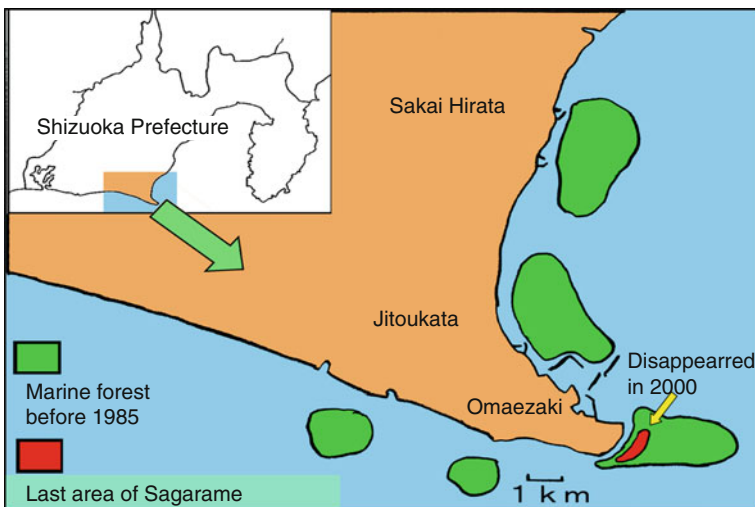 Shizuoka Prefecture
Sakai Hirata
Jitoukata
Disappearred
in 2000
Omaezaki
Marine forest
before 1985
Last area of Sagarame
1 km